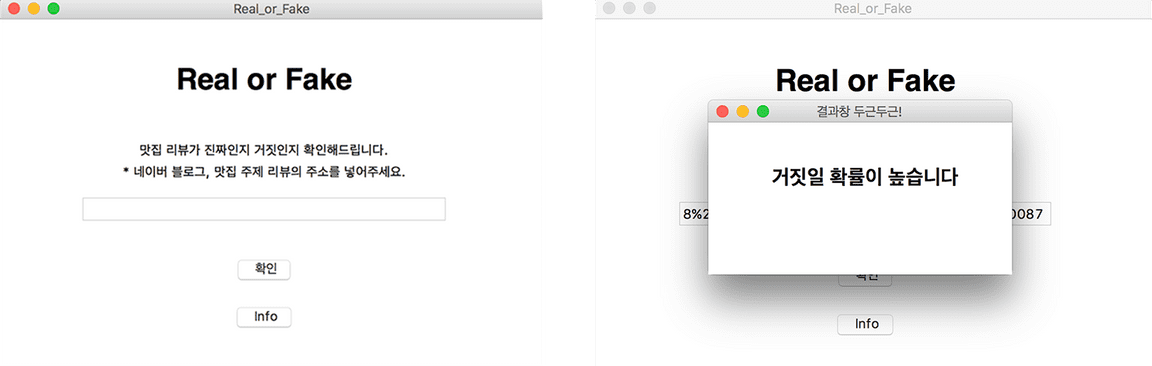 Real_or_Fake
Real or Fake
맛집 리뷰가 진짜인지 거짓인지 확인해드립니다.
* 네이버 블로그, 맛집 주제 리뷰의 주소를 넣어주세요.
확인
Info
Real_or_Fake
Real or Fake
결과창 두근두근!
거짓일 확률이 높습니다
8%2
0087
확인
Info